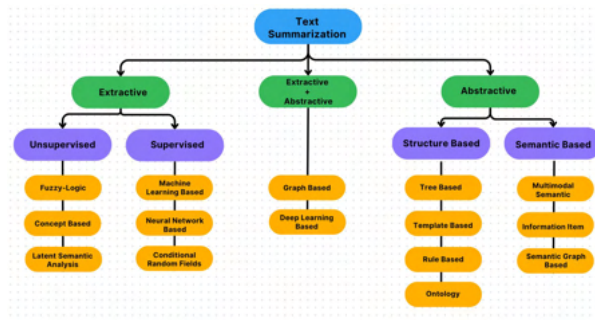 Text
Summarization
Extractive
Extractive
+
Abstractive
Abstractive
Unsupervised
Supervised
Structure Based
Semantic Based
Fuzzy-Logic
Machine
Learning Based
Graph Based
Tree Based
Multimodal
Semantic
Concept Based
Neural Network
Based
Deep Learning
Based
Template Based
Information Item
Latent Semantic
Analysis
Conditional
Random Fields
Rule Based
Semantic Graph
Based
Ontology